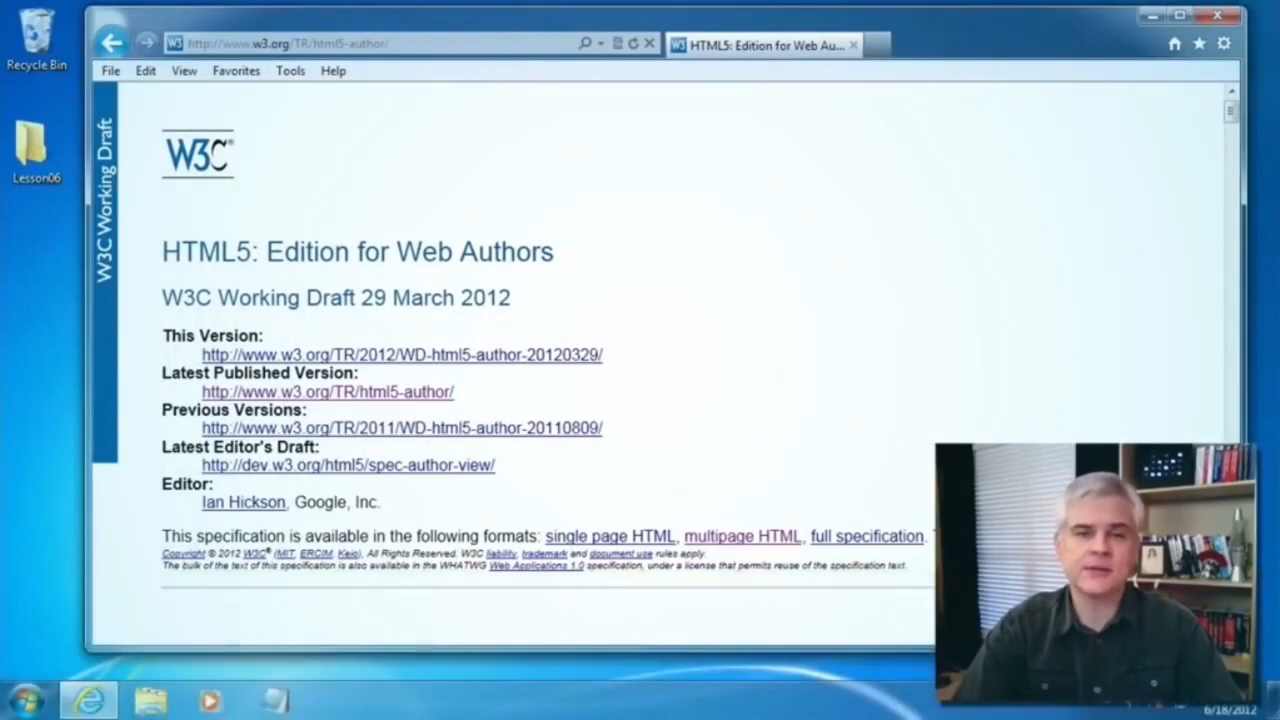 Recycle Bin
Lesson06
http://www.w3.org/TR/html5-author/
HTML5: Edition for Web Au...
File Edit View Favorites Tools Help
W3C Working Draft
W3C®
HTML5: Edition for Web Authors
W3C Working Draft 29 March 2012
This Version:
http://www.w3.org/TR/2012/WD-html5-author-20120329/
Latest Published Version:
http://www.w3.org/TR/html5-author/
Previous Versions:
http://www.w3.org/TR/2011/WD-html5-author-20110809/
Latest Editor's Draft:
http://dev.w3.org/html5/spec-author-view/
Editor:
Ian Hickson, Google, Inc.
This specification is available in the following formats: single page HTML, multipage HTML, full specification.
Copyright © 2012 W3C® (MIT, ERCIM, Keio), All Rights Reserved. W3C liability, trademark and document use rules apply.
The bulk of the text of this specification is also available in the WHATWG Web Applications 1.0 specification, under a license that permits reuse of the specification text.
6/18/2012